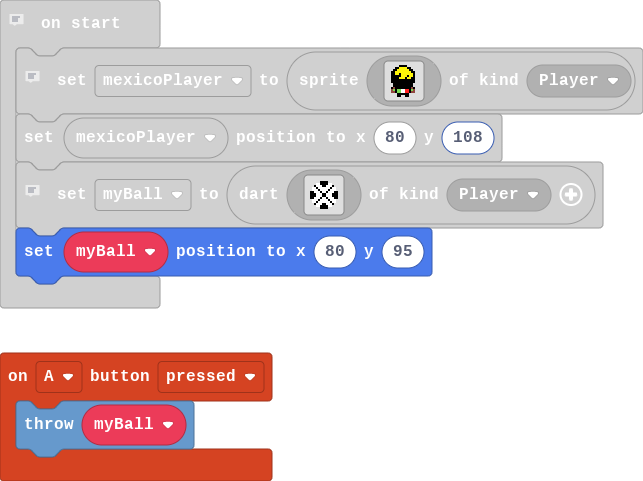 on start
set mexicoPlayer to sprite of kind Player
set mexicoPlayer position to x 80 y 108
set myBall to dart of kind Player
set myBall position to x 80 y 95
on A button pressed
throw myBall